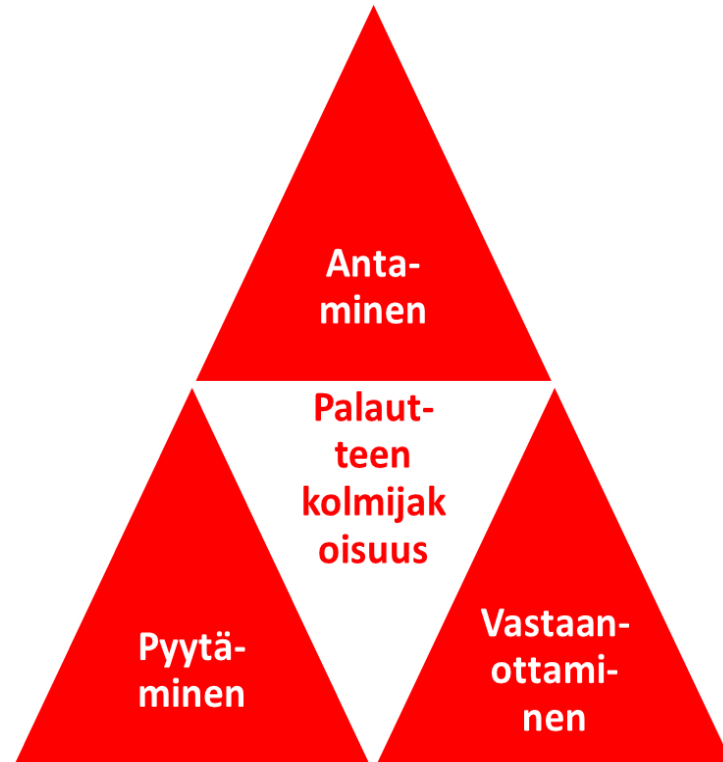 Anta-
minen
Palaut-
teen
kolmijak
oisuus
Pyytä-
minen
Vastaan-
ottami-
nen